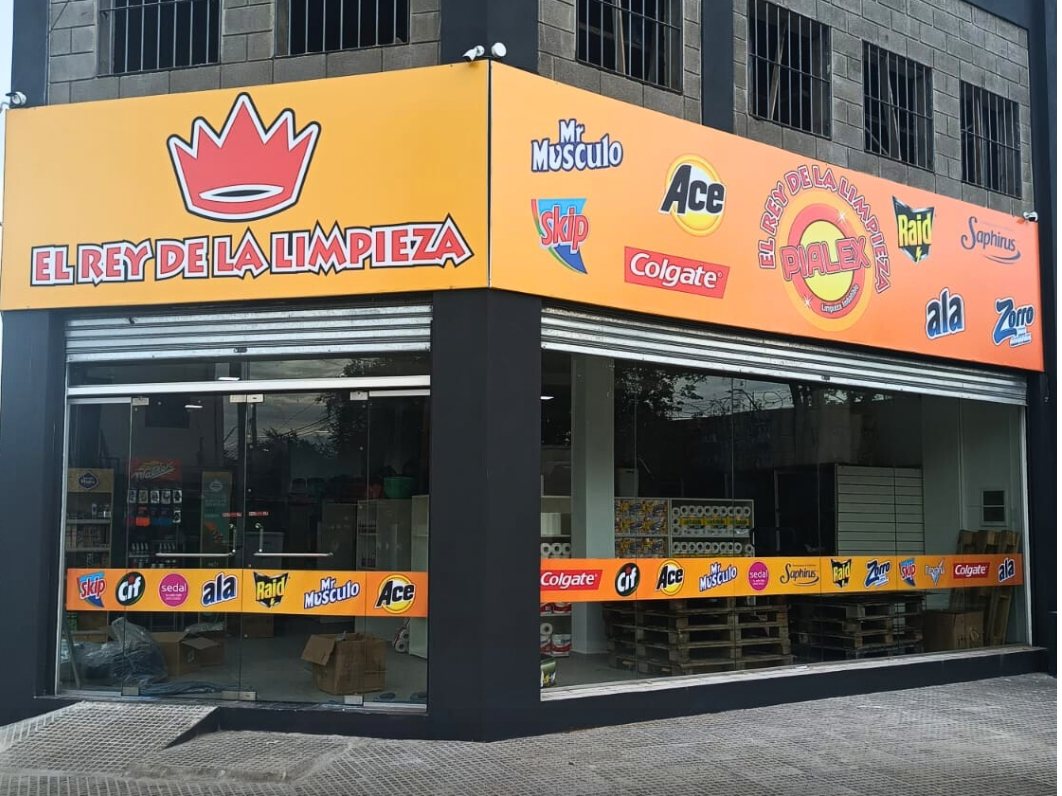 EL REY DE LA LIMPIEZA
Mr
Musculo
Ace
Skip
Colgate
EL REY DE LA LIMPIEZA
PIALEX
Raid
Saphirus
ala
Zorro
Skip
Cif
sedal
ala
Raid
Mr
Musculo
Ace
Colgate
Cif
Ace
Mr
Musculo
sedal
Saphirus
Raid
Zorro
Skip
Colgate
ala